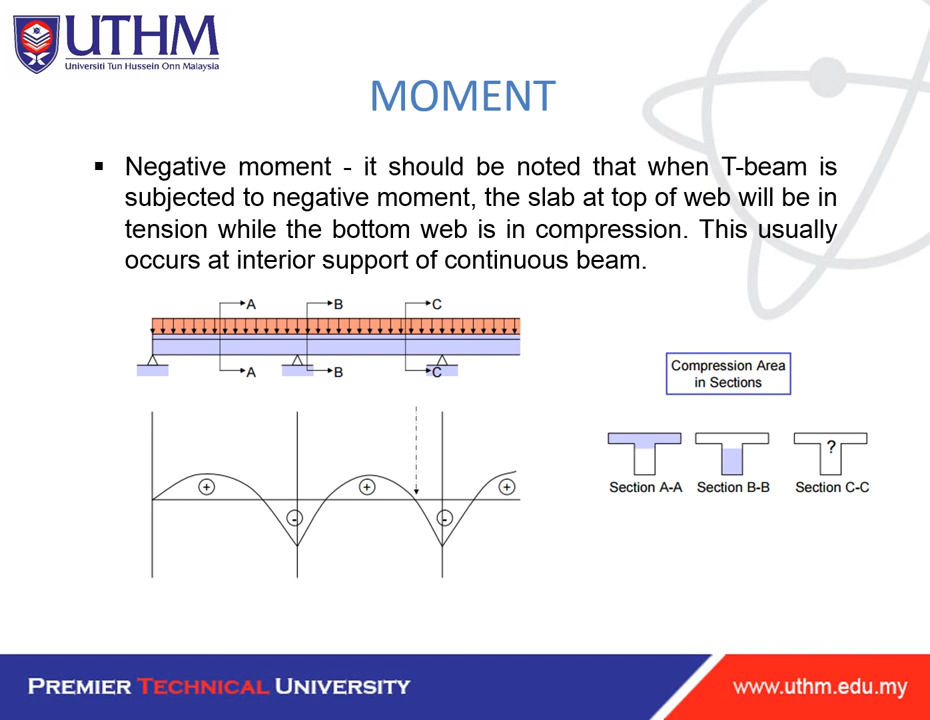 UTHM
Universiti Tun Hussein Onn Malaysia
MOMENT
▪ Negative moment - it should be noted that when T-beam is
subjected to negative moment, the slab at top of web will be in
tension while the bottom web is in compression. This usually
occurs at interior support of continuous beam.
A B C
A B C
Compression Area
in Sections
?
Section A-A Section B-B Section C-C
+ + +
- -
PREMIER TECHNICAL UNIVERSITY
www.uthm.edu.my